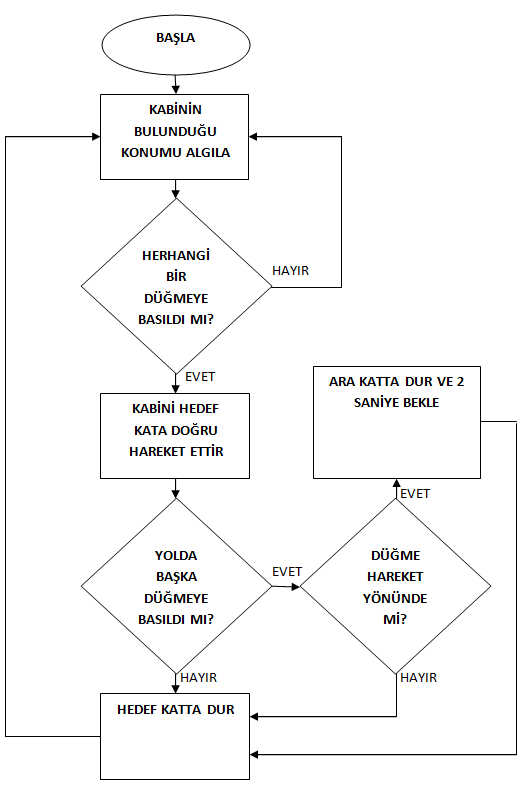 BAŞLA
KABİNİN
BULUNDUĞU
KONUMU ALGILA
HERHANGİ
BİR
DÜĞMEYE
BASILDI MI?
HAYIR
EVET
KABİNİ HEDEF
KATA DOĞRU
HAREKET ETTİR
ARA KATTA DUR VE 2
SANİYE BEKLE
YOLDA
BAŞKA
DÜĞMEYE
BASILDI MI?
EVET
HAYIR
DÜĞME
HAREKET
YÖNÜNDE
Mİ?
EVET
HAYIR
HEDEF KATTA DUR